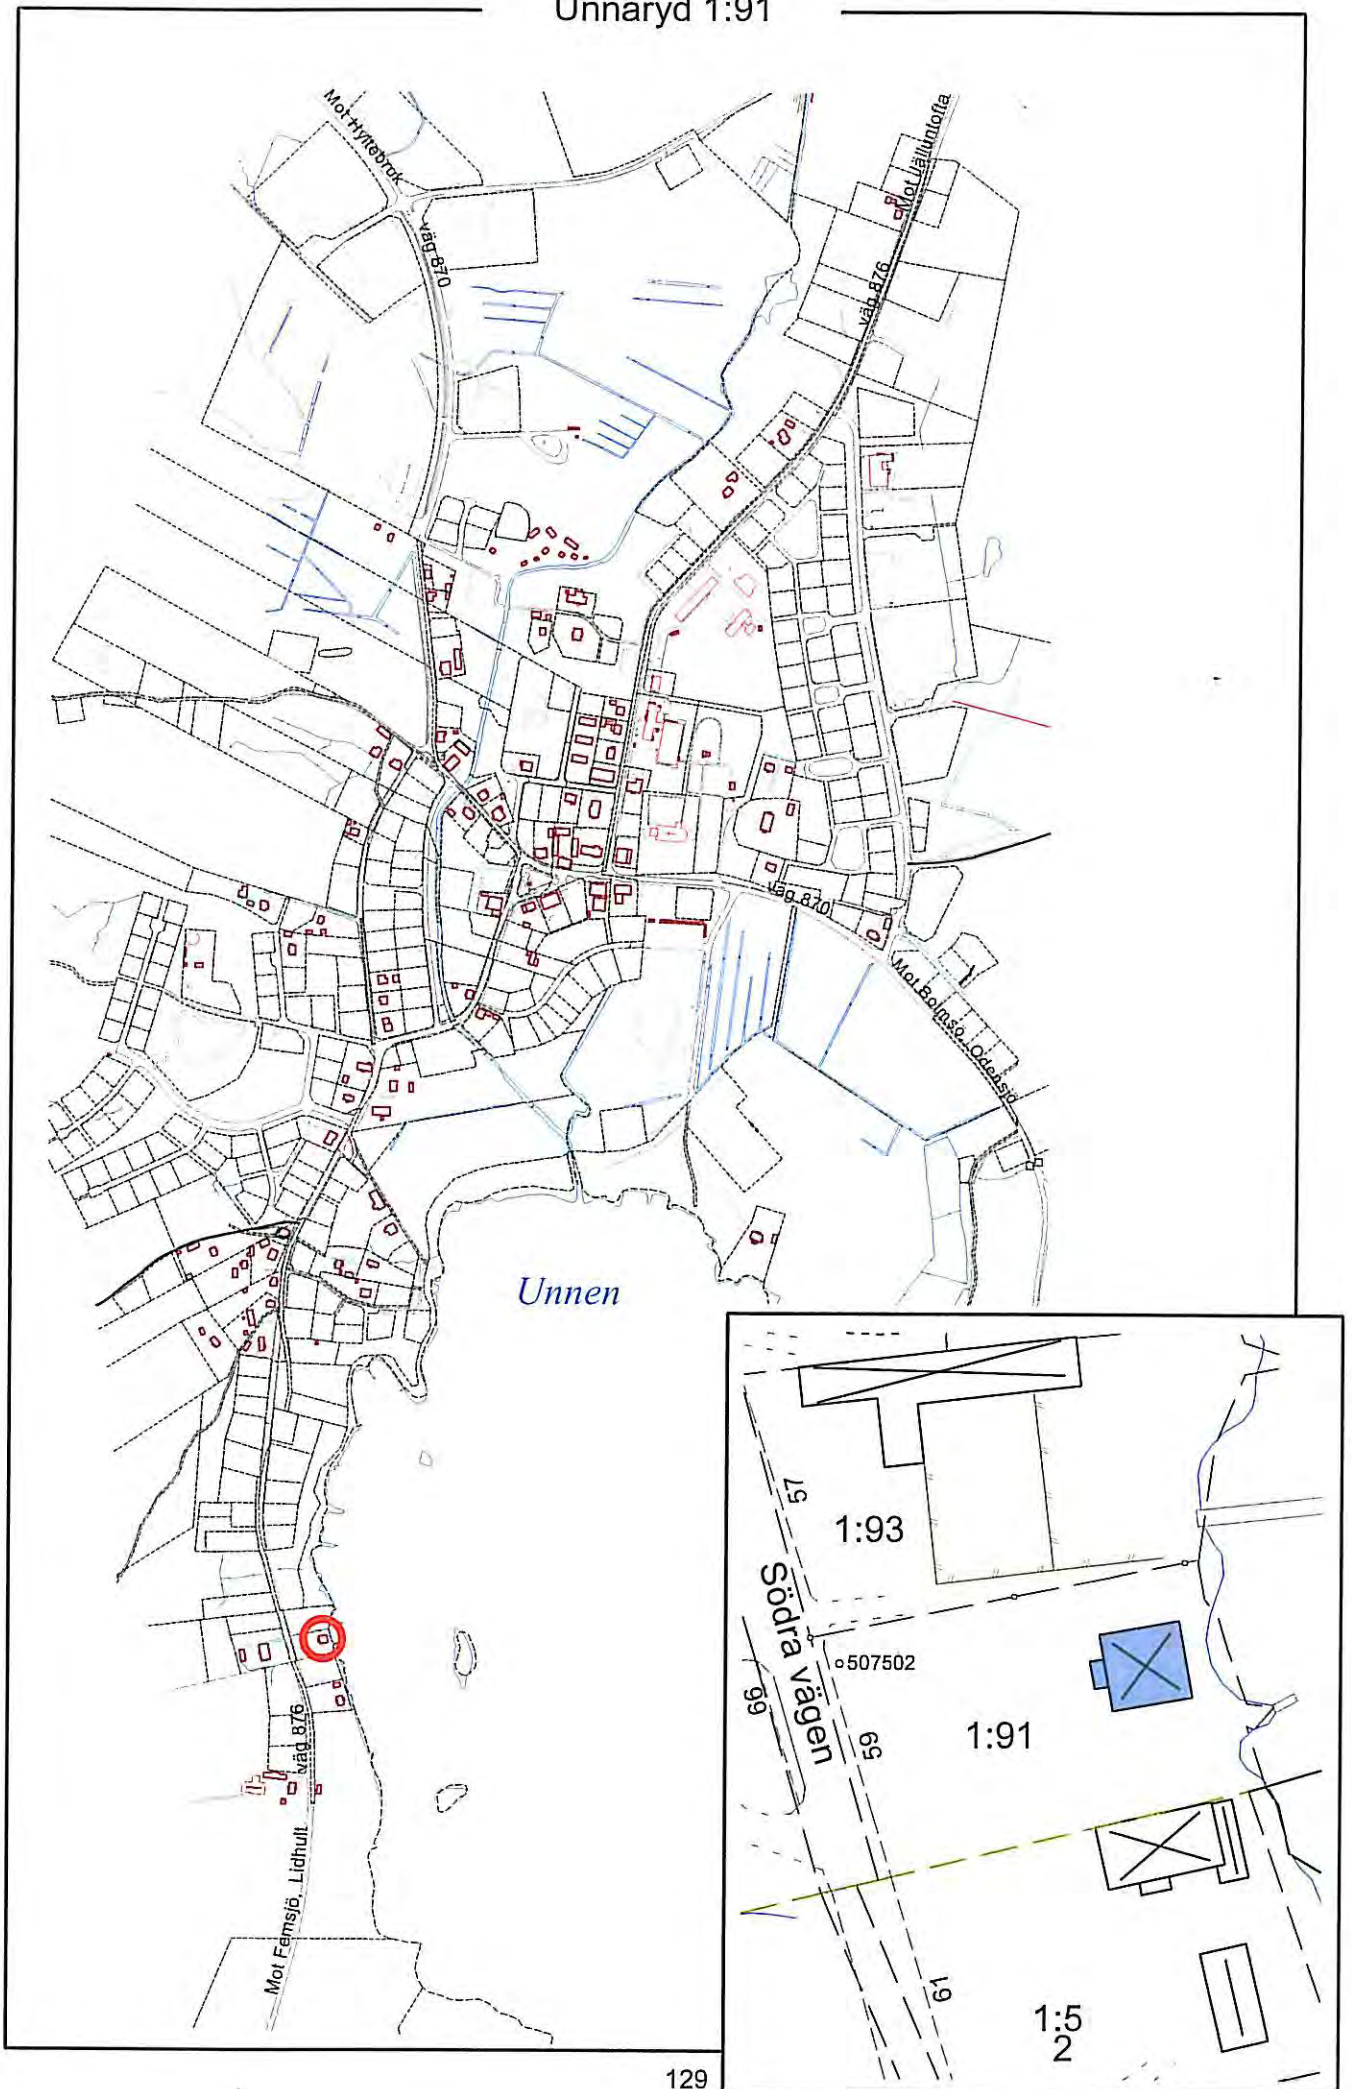 Unnaryd 1:91
Mot Hyltebruk
Mot Jälluntofta
väg 870
väg 876
väg 870
Mot Bolmsö, Odensjö
Unnen
57
1:93
Södra vägen
507502
66
59
1:91
väg 876
Mot Femsjö, Lidhult
61
1:5
2
129